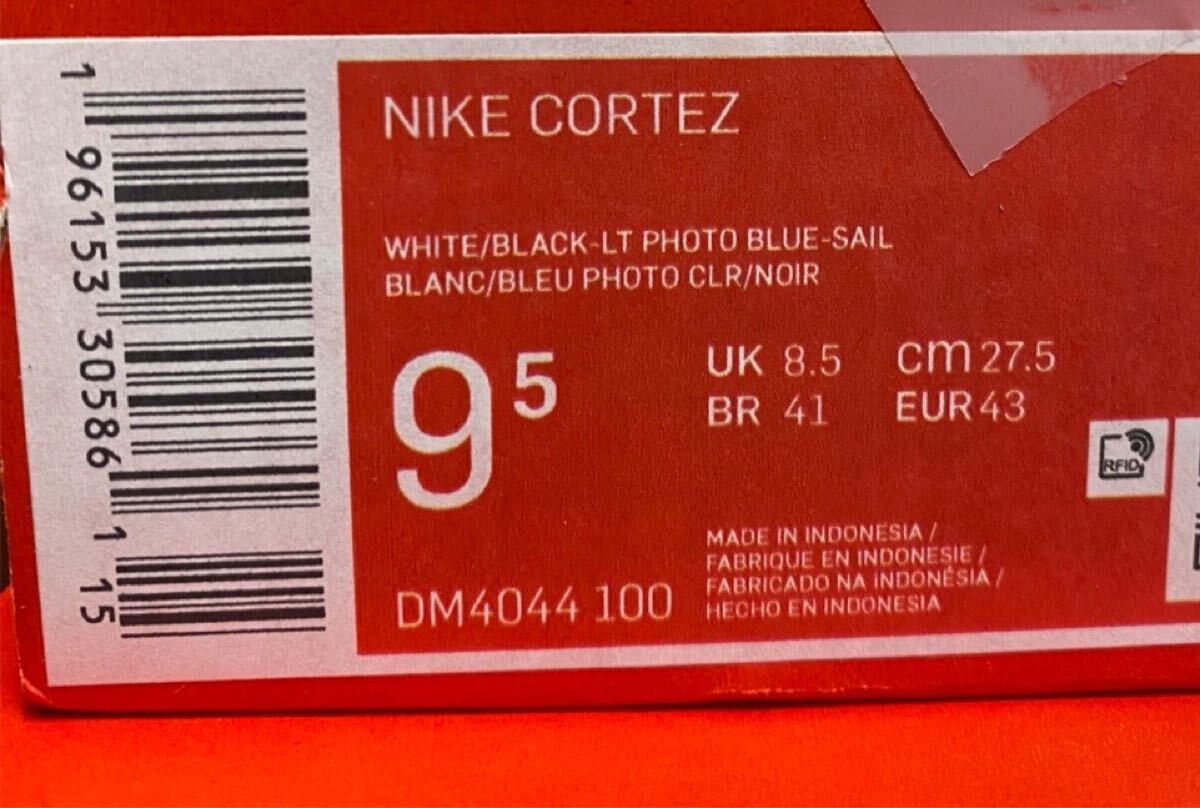 NIKE CORTEZ
WHITE/BLACK-LT PHOTO BLUE-SAIL
BLANC/BLEU PHOTO CLR/NOIR
9 5
UK 8.5 cm 27.5
BR 41 EUR 43
RFID
MADE IN INDONESIA /
FABRIQUE EN INDONESIE /
FABRICADO NA INDONÉSIA /
HECHO EN INDONESIA
DM4044 100
1 96153 30586 1 15